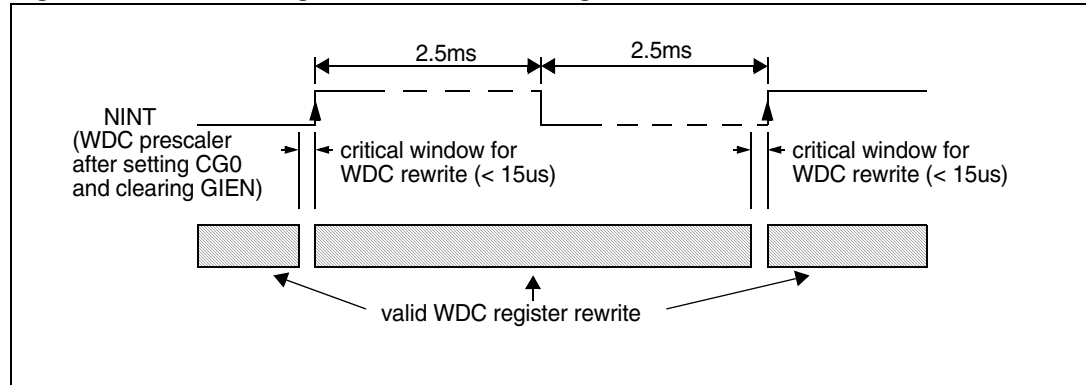 2.5ms
2.5ms
NINT
(WDC prescaler
after setting CG0
and clearing GIEN)
critical window for
WDC rewrite (< 15us)
critical window for
WDC rewrite (< 15us)
valid WDC register rewrite